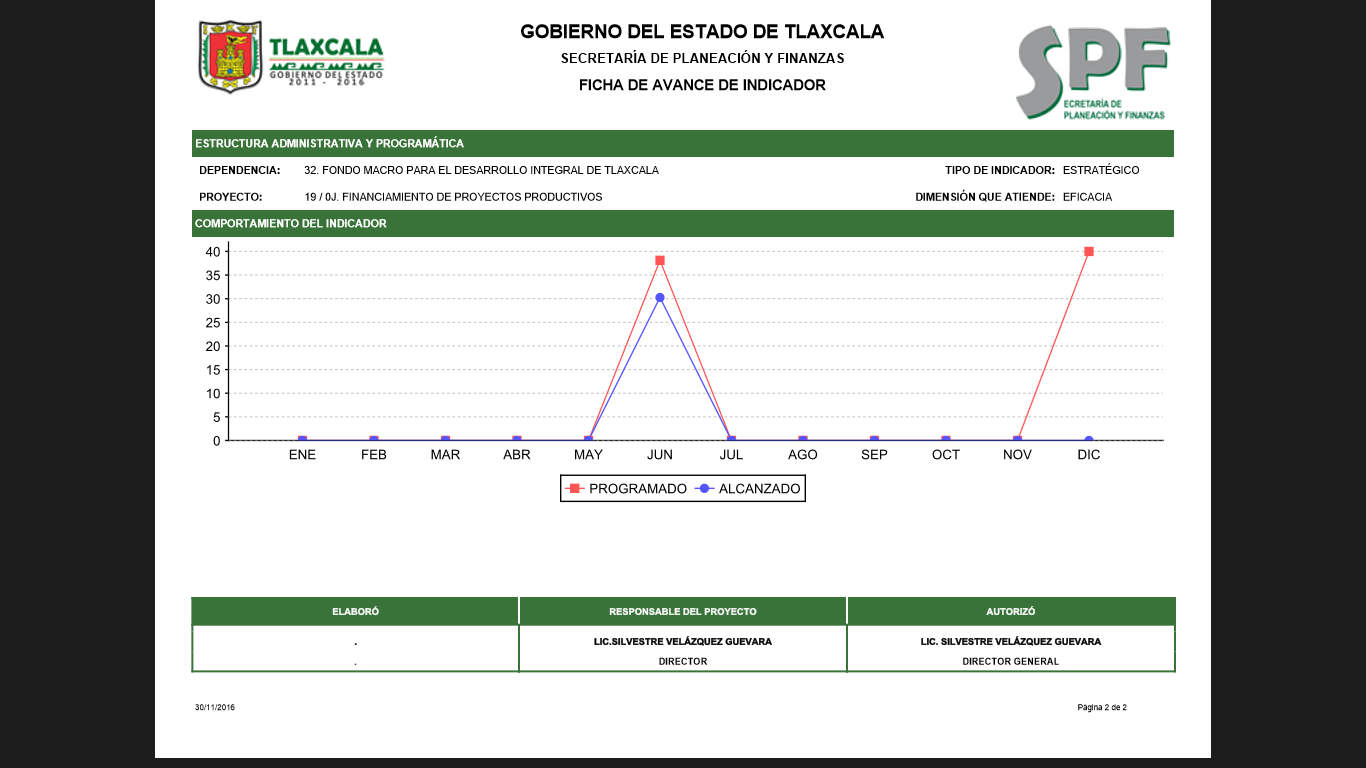 TLAXCALA
GOBIERNO DEL ESTADO
2011 - 2016
GOBIERNO DEL ESTADO DE TLAXCALA
SECRETARÍA DE PLANEACIÓN Y FINANZAS
FICHA DE AVANCE DE INDICADOR
SPF
ECRETARÍA DE
PLANEACIÓN Y FINANZAS
ESTRUCTURA ADMINISTRATIVA Y PROGRAMÁTICA
DEPENDENCIA: 32. FONDO MACRO PARA EL DESARROLLO INTEGRAL DE TLAXCALA TIPO DE INDICADOR: ESTRATÉGICO
PROYECTO: 19 / 0J. FINANCIAMIENTO DE PROYECTOS PRODUCTIVOS DIMENSIÓN QUE ATIENDE: EFICACIA
COMPORTAMIENTO DEL INDICADOR
40
35
30
25
20
15
10
5
0
ENE FEB MAR ABR MAY JUN JUL AGO SEP OCT NOV DIC
PROGRAMADO ALCANZADO
ELABORÓ RESPONSABLE DEL PROYECTO AUTORIZÓ
. LIC.SILVESTRE VELÁZQUEZ GUEVARA LIC. SILVESTRE VELÁZQUEZ GUEVARA
. DIRECTOR DIRECTOR GENERAL
30/11/2016 Página 2 de 2